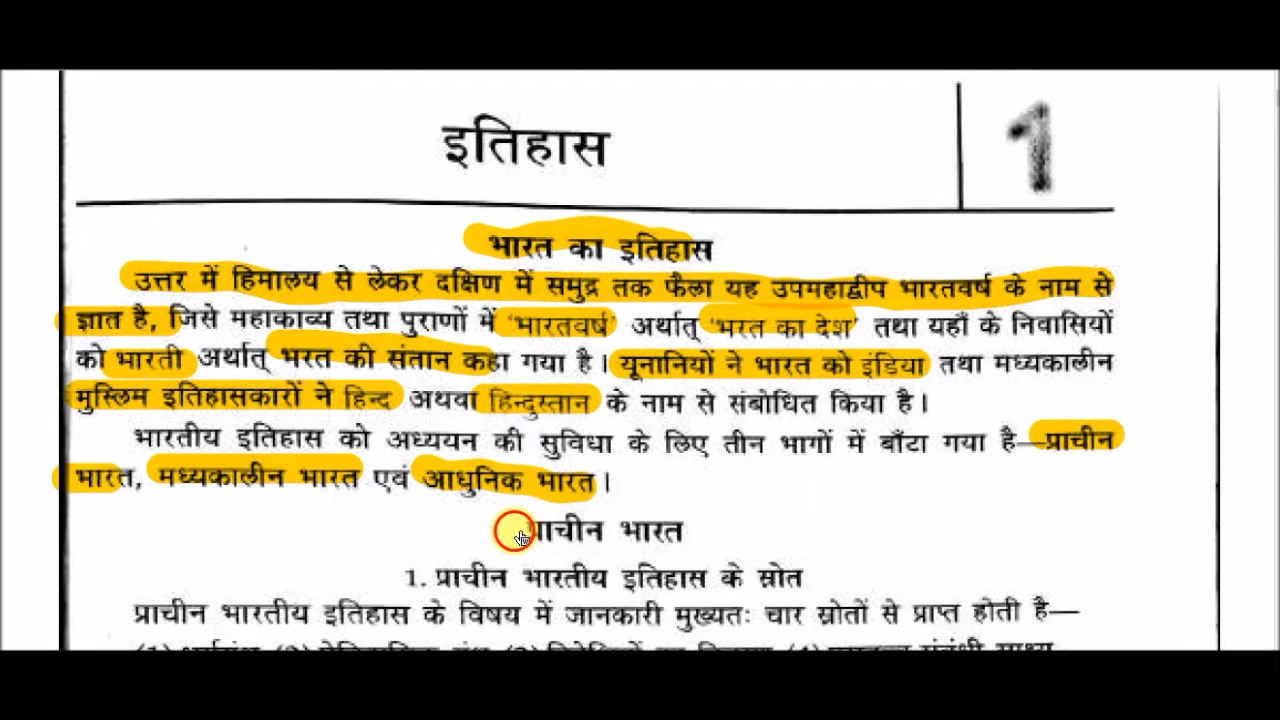 इतिहास
1
भारत का इतिहास
उत्तर में हिमालय से लेकर दक्षिण में समुद्र तक फैला यह उपमहाद्वीप भारतवर्ष के नाम से
ज्ञात है, जिसे महाकाव्य तथा पुराणों में 'भारतवर्ष' अर्थात् 'भरत का देश' तथा यहाँ के निवासियों
को भारती अर्थात् भरत की संतान कहा गया है। यूनानियों ने भारत को इंडिया तथा मध्यकालीन
मुस्लिम इतिहासकारों ने हिन्द अथवा हिन्दुस्तान के नाम से संबोधित किया है।
भारतीय इतिहास को अध्ययन की सुविधा के लिए तीन भागों में बाँटा गया है—प्राचीन
भारत, मध्यकालीन भारत एवं आधुनिक भारत।
प्राचीन भारत
1. प्राचीन भारतीय इतिहास के स्रोत
प्राचीन भारतीय इतिहास के विषय में जानकारी मुख्यतः चार स्रोतों से प्राप्त होती है—